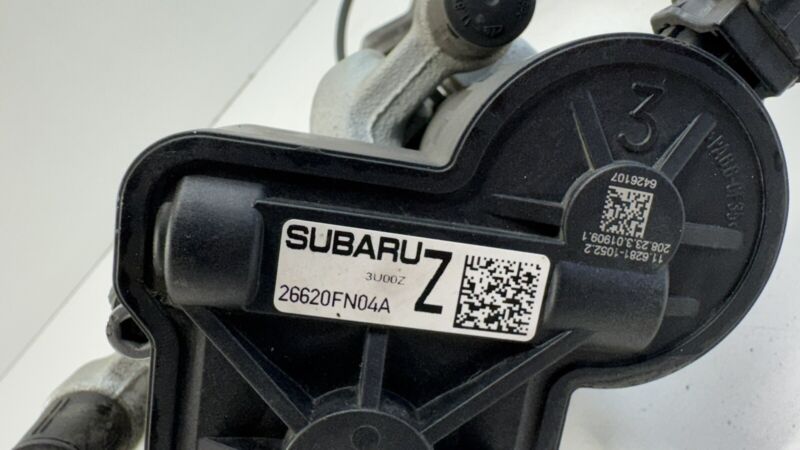 SUBARU
Z
3U00Z
26620FN04A
3
6426107
208.23.3.01909.1
11.6281-1052.2